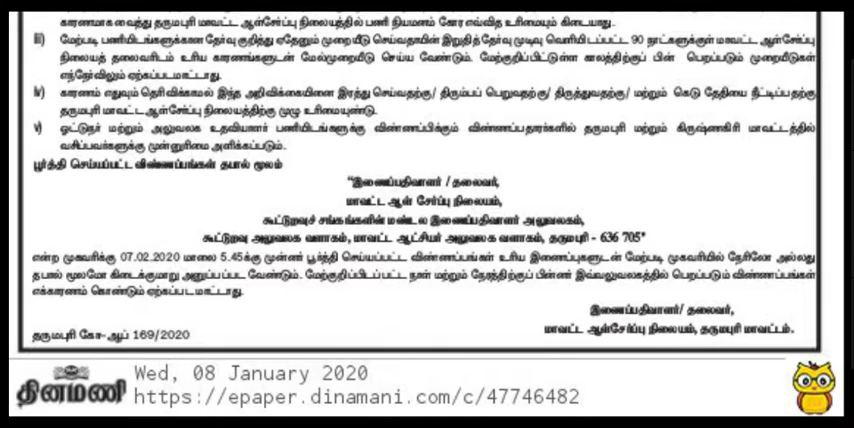 காரணமாக வைத்து தருமபுரி மாவட்ட ஆள்சேர்ப்பு நிலையத்தில் பணி நியமனம் கோர எவ்வித உரிமையும் கிடையாது.
iii) மேற்படி பணியிடங்களுக்கான தேர்வு குறித்து ஏதேனும் முறையீடு செய்வதாயின் இறுதித் தேர்வு முடிவு வெளியிடப்பட்ட 90 நாட்களுக்குள் மாவட்ட ஆள்சேர்ப்பு
நிலையத் தலைவரிடம் உரிய காரணங்களுடன் மேல்முறையீடு செய்ய வேண்டும். மேற்குறிப்பிட்டுள்ள காலத்திற்குப் பின் பெறப்படும் முறையீடுகள்
எந்நேர்விலும் ஏற்கப்படமாட்டாது.
iv) காரணம் எதுவும் தெரிவிக்காமல் இந்த அறிவிக்கையினை இரத்து செய்வதற்கு/ திரும்பப் பெறுவதற்கு/ திருத்துவதற்கு/ மற்றும் கெடு தேதியை நீட்டிப்பதற்கு
தருமபுரி மாவட்ட ஆள்சேர்ப்பு நிலையத்திற்கு முழு உரிமையுண்டு.
v) ஓட்டுநர் மற்றும் அலுவலக உதவியாளர் பணியிடங்களுக்கு விண்ணப்பிக்கும் விண்ணப்பதாரர்களில் தருமபுரி மற்றும் கிருஷ்ணகிரி மாவட்டத்தில்
வசிப்பவர்களுக்கு முன்னுரிமை அளிக்கப்படும்.
பூர்த்தி செய்யப்பட்ட விண்ணப்பங்கள் தபால் மூலம்
"இணைப்பதிவாளர் / தலைவர்,
மாவட்ட ஆள் சேர்ப்பு நிலையம்,
கூட்டுறவுச் சங்கங்களின் மண்டல இணைப்பதிவாளர் அலுவலகம்,
கூட்டுறவு அலுவலக வளாகம், மாவட்ட ஆட்சியர் அலுவலக வளாகம், தருமபுரி - 636 705"
என்ற முகவரிக்கு 07.02.2020 மாலை 5.45க்கு முன்னர் பூர்த்தி செய்யப்பட்ட விண்ணப்பங்கள் உரிய இணைப்புகளுடன் மேற்படி முகவரியில் நேரிலோ அல்லது
தபால் மூலமோ கிடைக்குமாறு அனுப்பப்பட வேண்டும். மேற்குறிப்பிடப்பட்ட நாள் மற்றும் நேரத்திற்குப் பின்னர் இவ்வலுவலகத்தில் பெறப்படும் விண்ணப்பங்கள்
எக்காரணம் கொண்டும் ஏற்கப்படமாட்டாது.
இணைப்பதிவாளர்/ தலைவர்,
மாவட்ட ஆள்சேர்ப்பு நிலையம், தருமபுரி மாவட்டம்.
தருமபுரி கோ-ஆப் 169/2020
தினமணி
Wed, 08 January 2020
https://epaper.dinamani.com/c/47746482